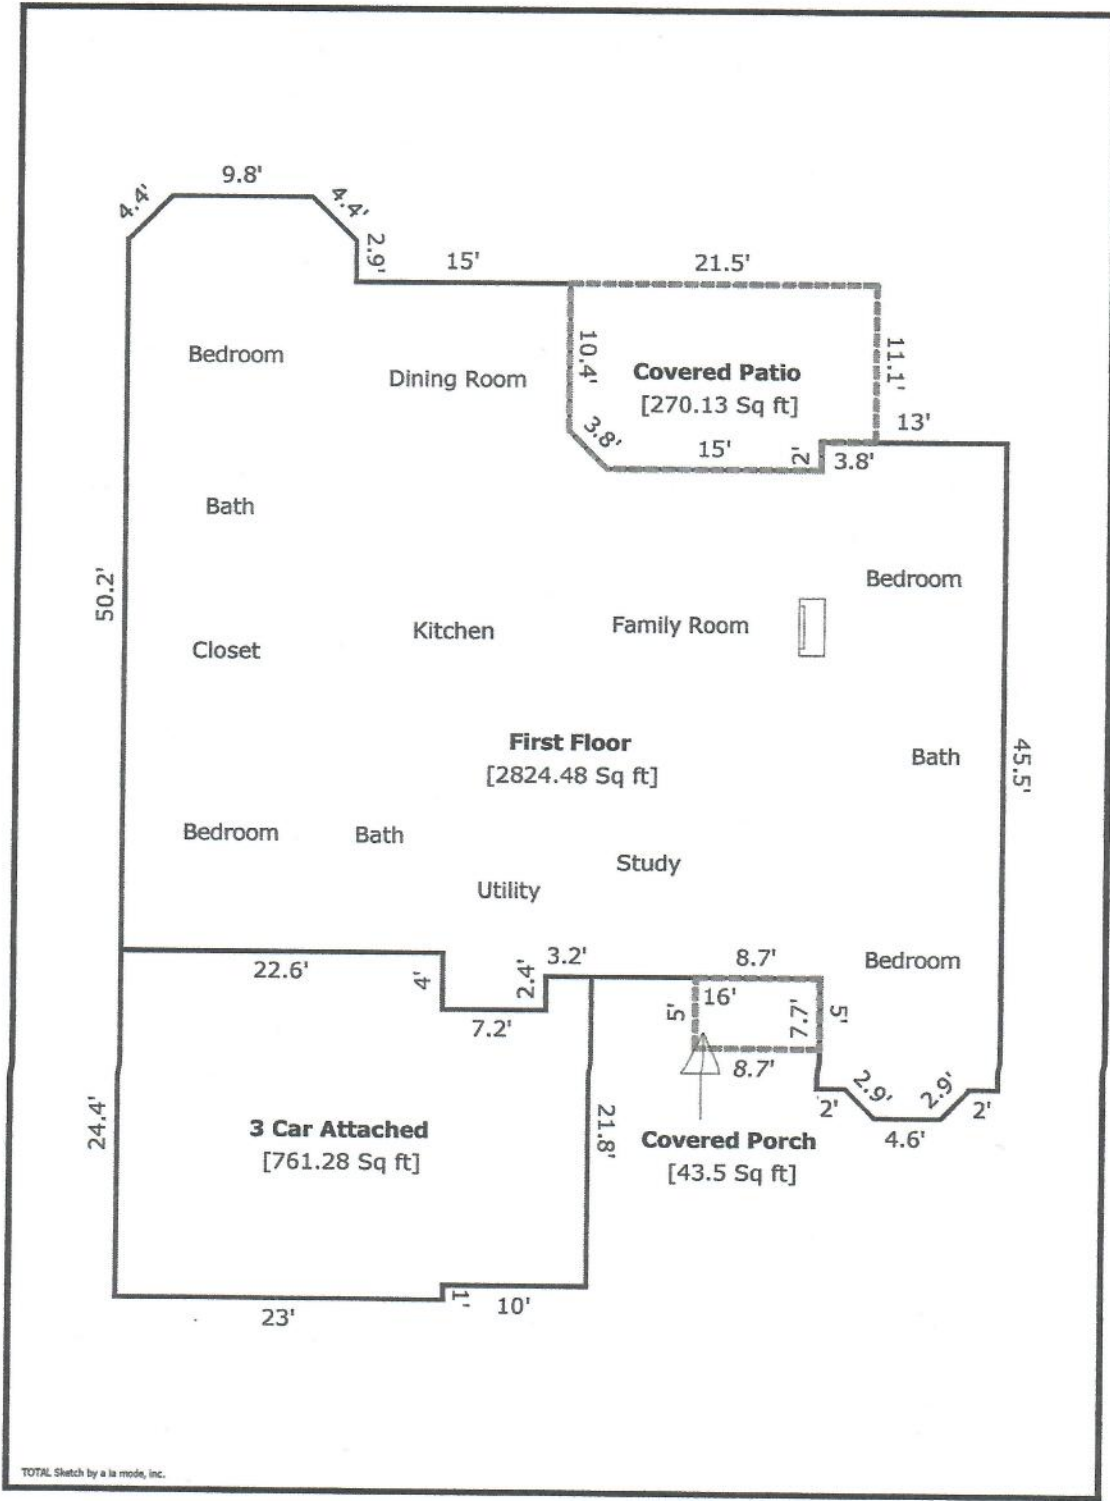 9.8'
4.4'
4.4'
2.9'
15'
21.5'
10.4'
11.1'
Bedroom
Dining Room
Covered Patio
[270.13 Sq ft]
13'
3.8'
15'
2'
3.8'
Bath
50.2'
Bedroom
Kitchen
Family Room
Closet
First Floor
[2824.48 Sq ft]
Bath
45.5'
Bedroom
Bath
Study
Utility
Bedroom
22.6'
4'
2.4'
3.2'
8.7'
16'
5'
7.7'
5'
7.2'
8.7'
2.9'
2.9'
2'
2'
4.6'
24.4'
3 Car Attached
[761.28 Sq ft]
21.8'
Covered Porch
[43.5 Sq ft]
1'
10'
23'
TOTAL Sketch by a la mode, inc.